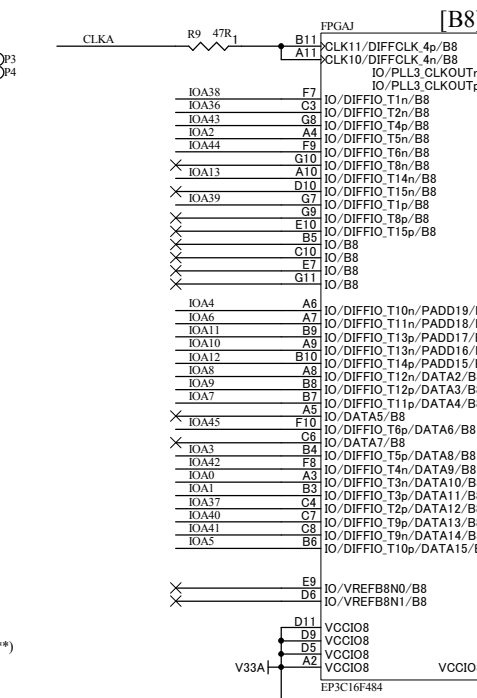 [B8]
FPGAJ
CLKA R9 47R 1 B11 CLK11/DIFFCLK_4p/B8
A11 CLK10/DIFFCLK_4n/B8
P3
P4
IO/PLL3_CLKOUTn
IO/PLL3_CLKOUTp
IOA38 F7 IO/DIFFIO_T1n/B8
IOA36 C3 IO/DIFFIO_T2n/B8
IOA43 G8 IO/DIFFIO_T4p/B8
IOA2 A4 IO/DIFFIO_T5n/B8
IOA44 F9 IO/DIFFIO_T6n/B8
G10 IO/DIFFIO_T8n/B8
IOA13 A10 IO/DIFFIO_T14n/B8
D10 IO/DIFFIO_T15n/B8
IOA39 G7 IO/DIFFIO_T1p/B8
G9 IO/DIFFIO_T8p/B8
E10 IO/DIFFIO_T15p/B8
B5 IO/B8
C10 IO/B8
E7 IO/B8
G11 IO/B8
IOA4 A6 IO/DIFFIO_T10n/PADD19/
IOA6 A7 IO/DIFFIO_T11n/PADD18/
IOA11 B9 IO/DIFFIO_T13p/PADD17/
IOA10 A9 IO/DIFFIO_T13n/PADD16/
IOA12 B10 IO/DIFFIO_T14p/PADD15/
IOA8 A8 IO/DIFFIO_T12n/DATA2/B
IOA9 B8 IO/DIFFIO_T12p/DATA3/B
IOA7 B7 IO/DIFFIO_T11p/DATA4/B
A5 IO/DATA5/B8
IOA45 F10 IO/DIFFIO_T6p/DATA6/B8
C6 IO/DATA7/B8
IOA3 B4 IO/DIFFIO_T5p/DATA8/B8
IOA42 F8 IO/DIFFIO_T4n/DATA9/B8
IOA0 A3 IO/DIFFIO_T3n/DATA10/B
IOA1 B3 IO/DIFFIO_T3p/DATA11/B
IOA37 C4 IO/DIFFIO_T2p/DATA12/B
IOA40 C7 IO/DIFFIO_T9p/DATA13/B
IOA41 C8 IO/DIFFIO_T9n/DATA14/B
IOA5 B6 IO/DIFFIO_T10p/DATA15/
E9 IO/VREFB8N0/B8
D6 IO/VREFB8N1/B8
D11 VCCIO8
D9 VCCIO8
*)
D5 VCCIO8
V33A A2 VCCIO8 VCCIO
EP3C16F484